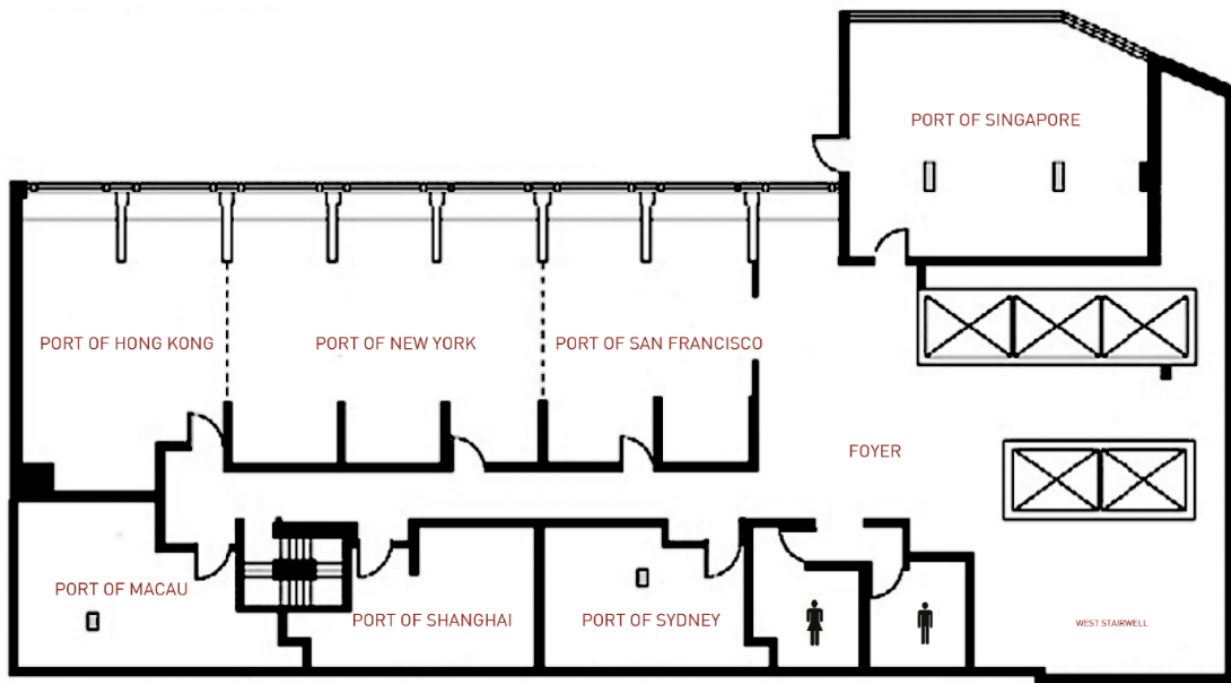 PORT OF SINGAPORE
PORT OF HONG KONG
PORT OF NEW YORK
PORT OF SAN FRANCISCO
FOYER
PORT OF MACAU
PORT OF SHANGHAI
PORT OF SYDNEY
WEST STAIRWELL